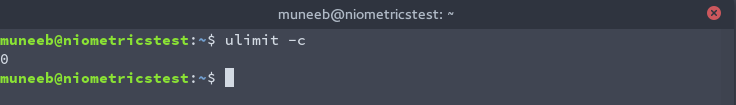 muneeb@niometricstest: ~
muneeb@niometricstest:~$ ulimit -c
0
muneeb@niometricstest:~$